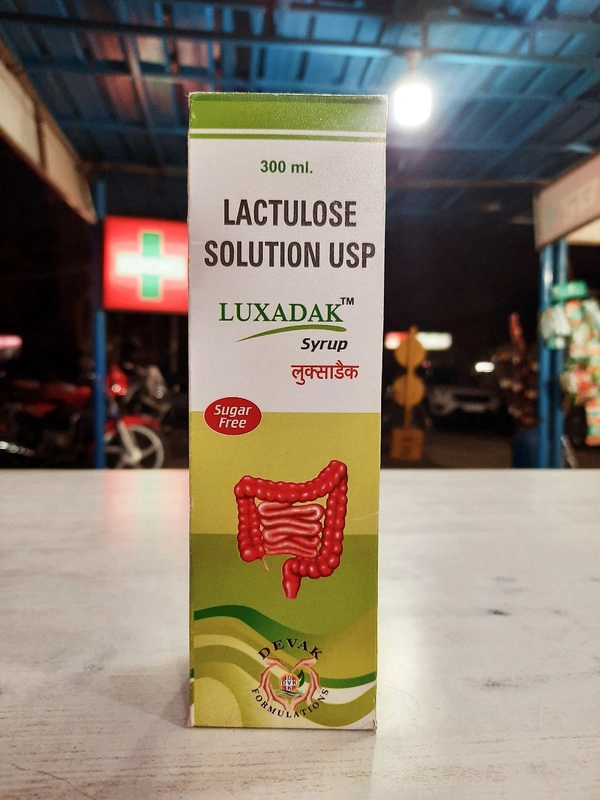 300 ml.
LACTULOSE
SOLUTION USP
LUXADAK™
Syrup
लुक्साडैक
Sugar
Free
DEVAK
FORMULATIONS